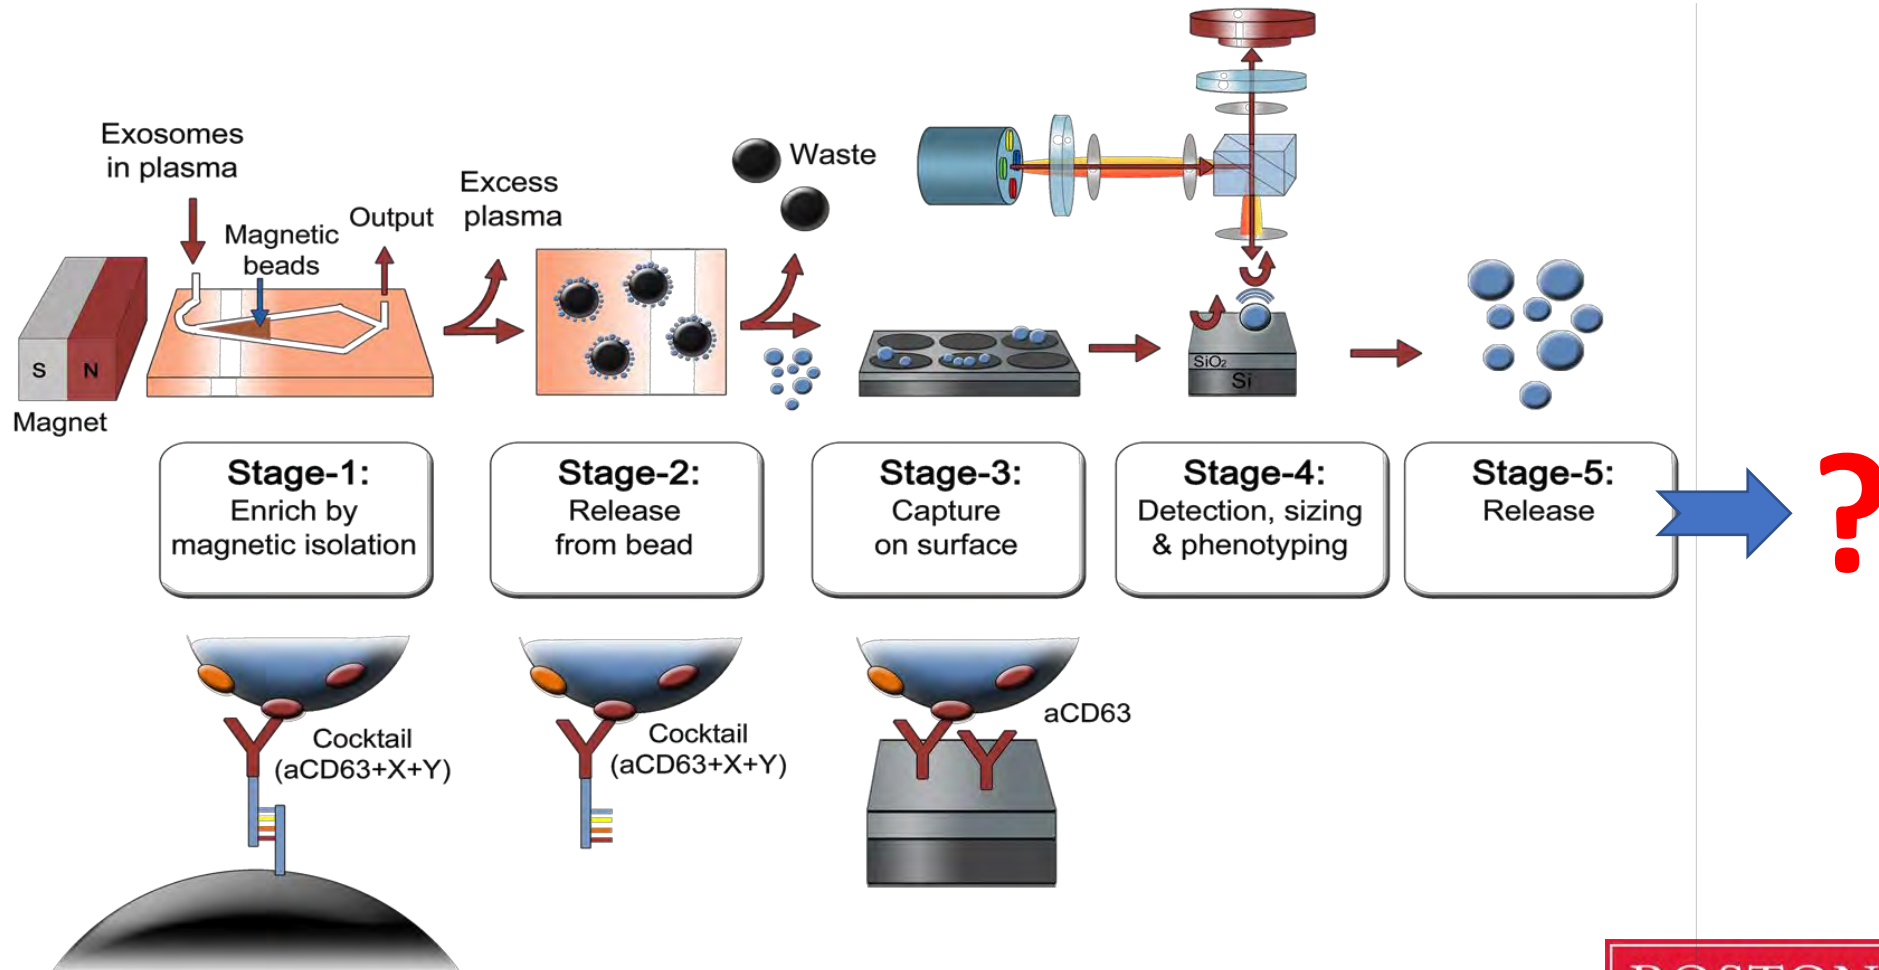 Exosomes
in plasma
Magnetic
beads
Output
Excess
plasma
Waste
S
N
Magnet
SiO₂
Si
Stage-1:
Enrich by
magnetic isolation
Stage-2:
Release
from bead
Stage-3:
Capture
on surface
Stage-4:
Detection, sizing
& phenotyping
Stage-5:
Release
?
Cocktail
(aCD63+X+Y)
Cocktail
(aCD63+X+Y)
aCD63
BOSTON